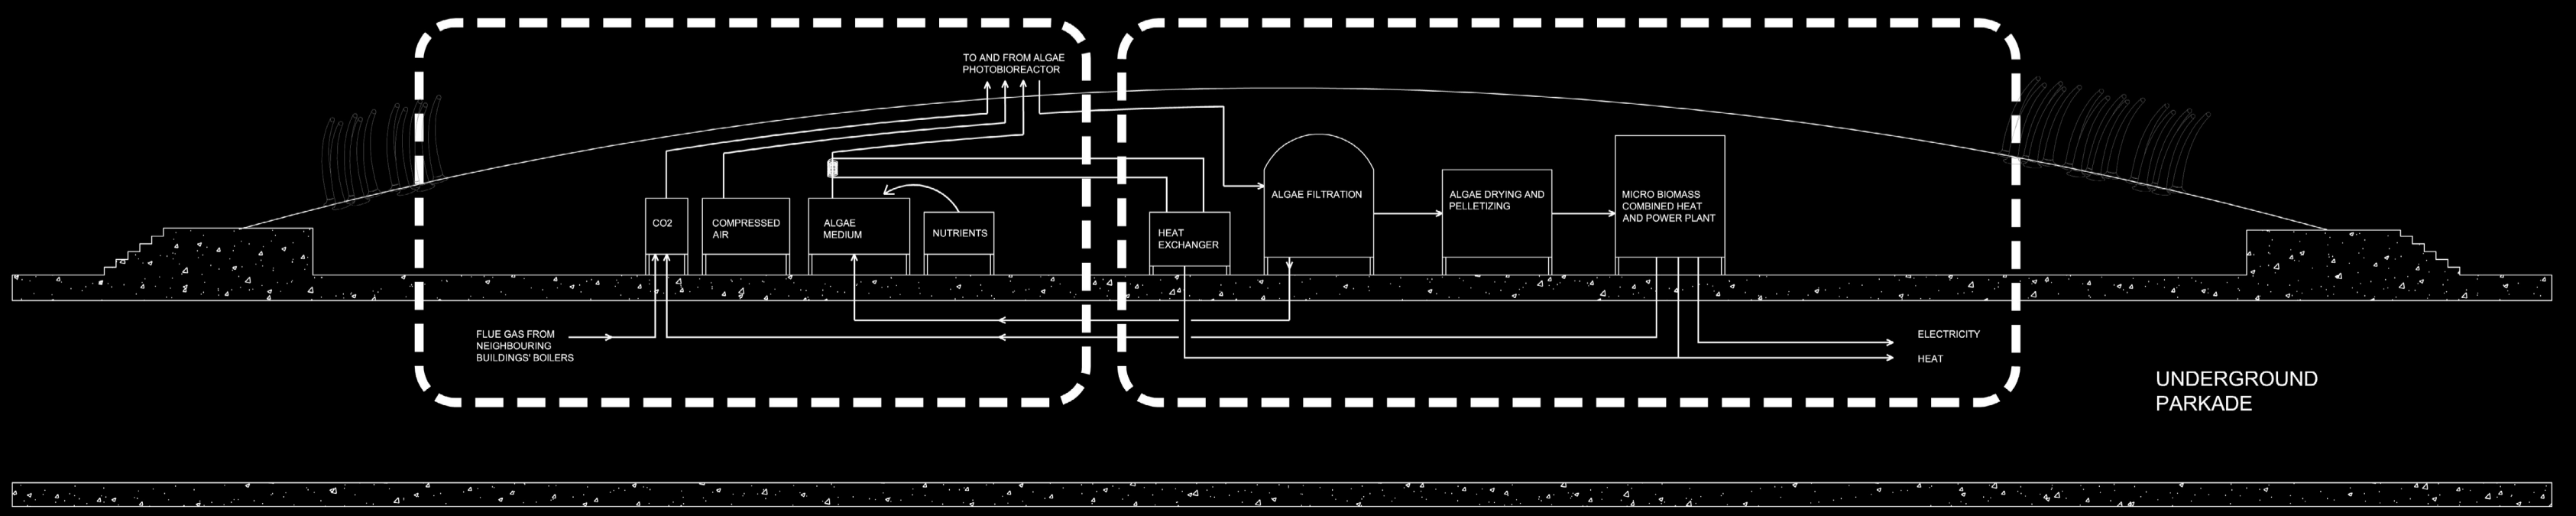 TO AND FROM ALGAE
PHOTOBIOREACTOR
CO2
COMPRESSED
AIR
ALGAE
MEDIUM
NUTRIENTS
HEAT
EXCHANGER
ALGAE FILTRATION
ALGAE DRYING AND
PELLETIZING
MICRO BIOMASS
COMBINED HEAT
AND POWER PLANT
FLUE GAS FROM
NEIGHBOURING
BUILDINGS' BOILERS
ELECTRICITY
HEAT
UNDERGROUND
PARKADE